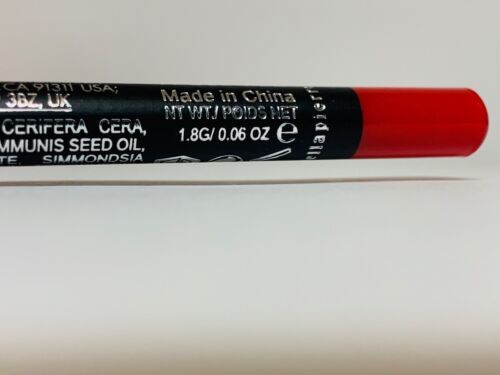 CA 91311 USA;
3BZ, UK
CERIFERA CERA,
MMUNIS SEED OIL,
TE, SIMMONDSIA
Made in China
NT WT./ POIDS NET
1.8G/ 0.06 OZ e
ellapierr